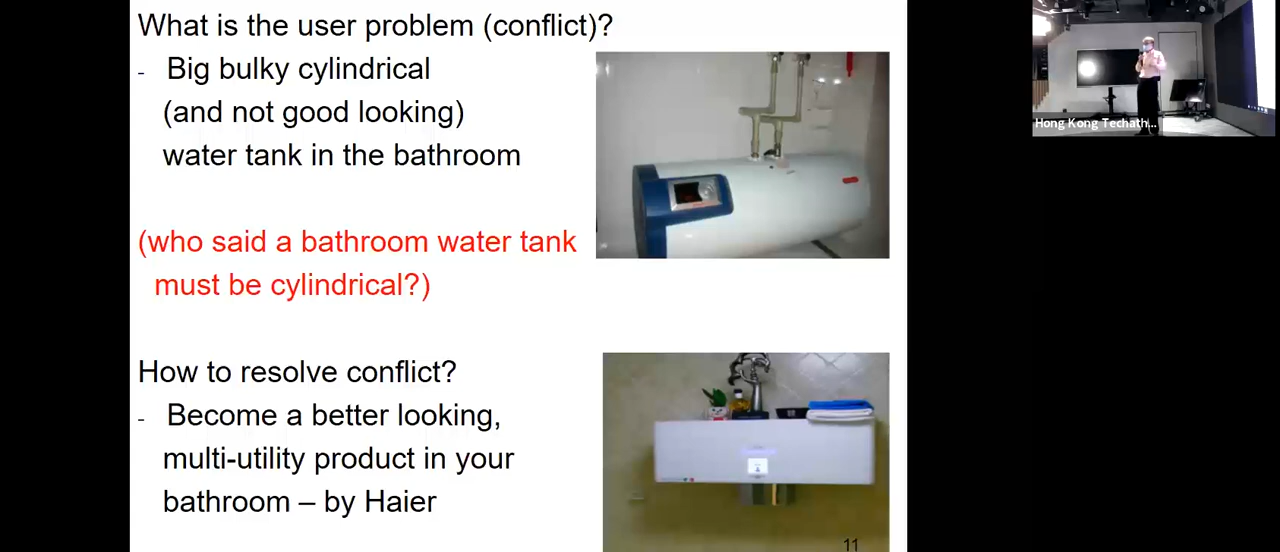 What is the user problem (conflict)?
- Big bulky cylindrical
(and not good looking)
water tank in the bathroom
(who said a bathroom water tank
must be cylindrical?)
How to resolve conflict?
- Become a better looking,
multi-utility product in your
bathroom – by Haier
11
Hong Kong Techath...